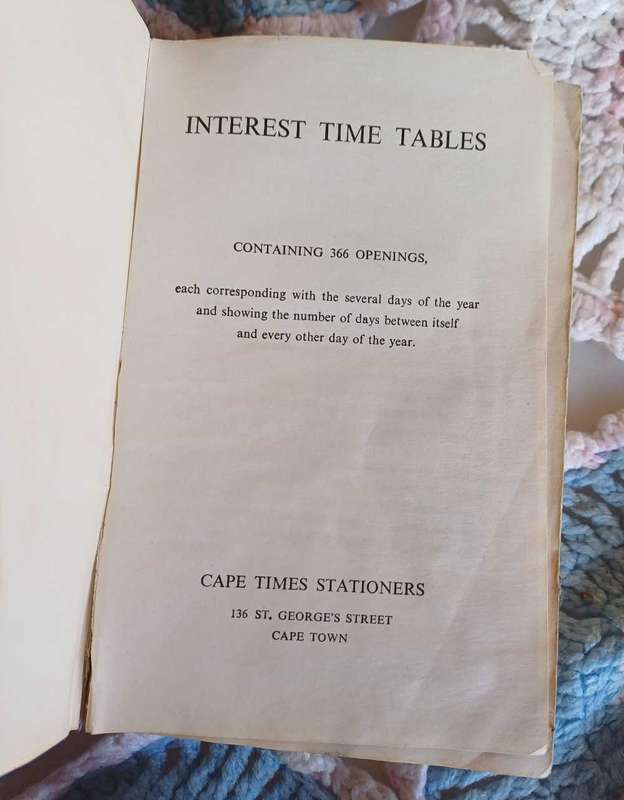 INTEREST TIME TABLES
CONTAINING 366 OPENINGS,
each corresponding with the several days of the year
and showing the number of days between itself
and every other day of the year.
CAPE TIMES STATIONERS
136 ST. GEORGE'S STREET
CAPE TOWN